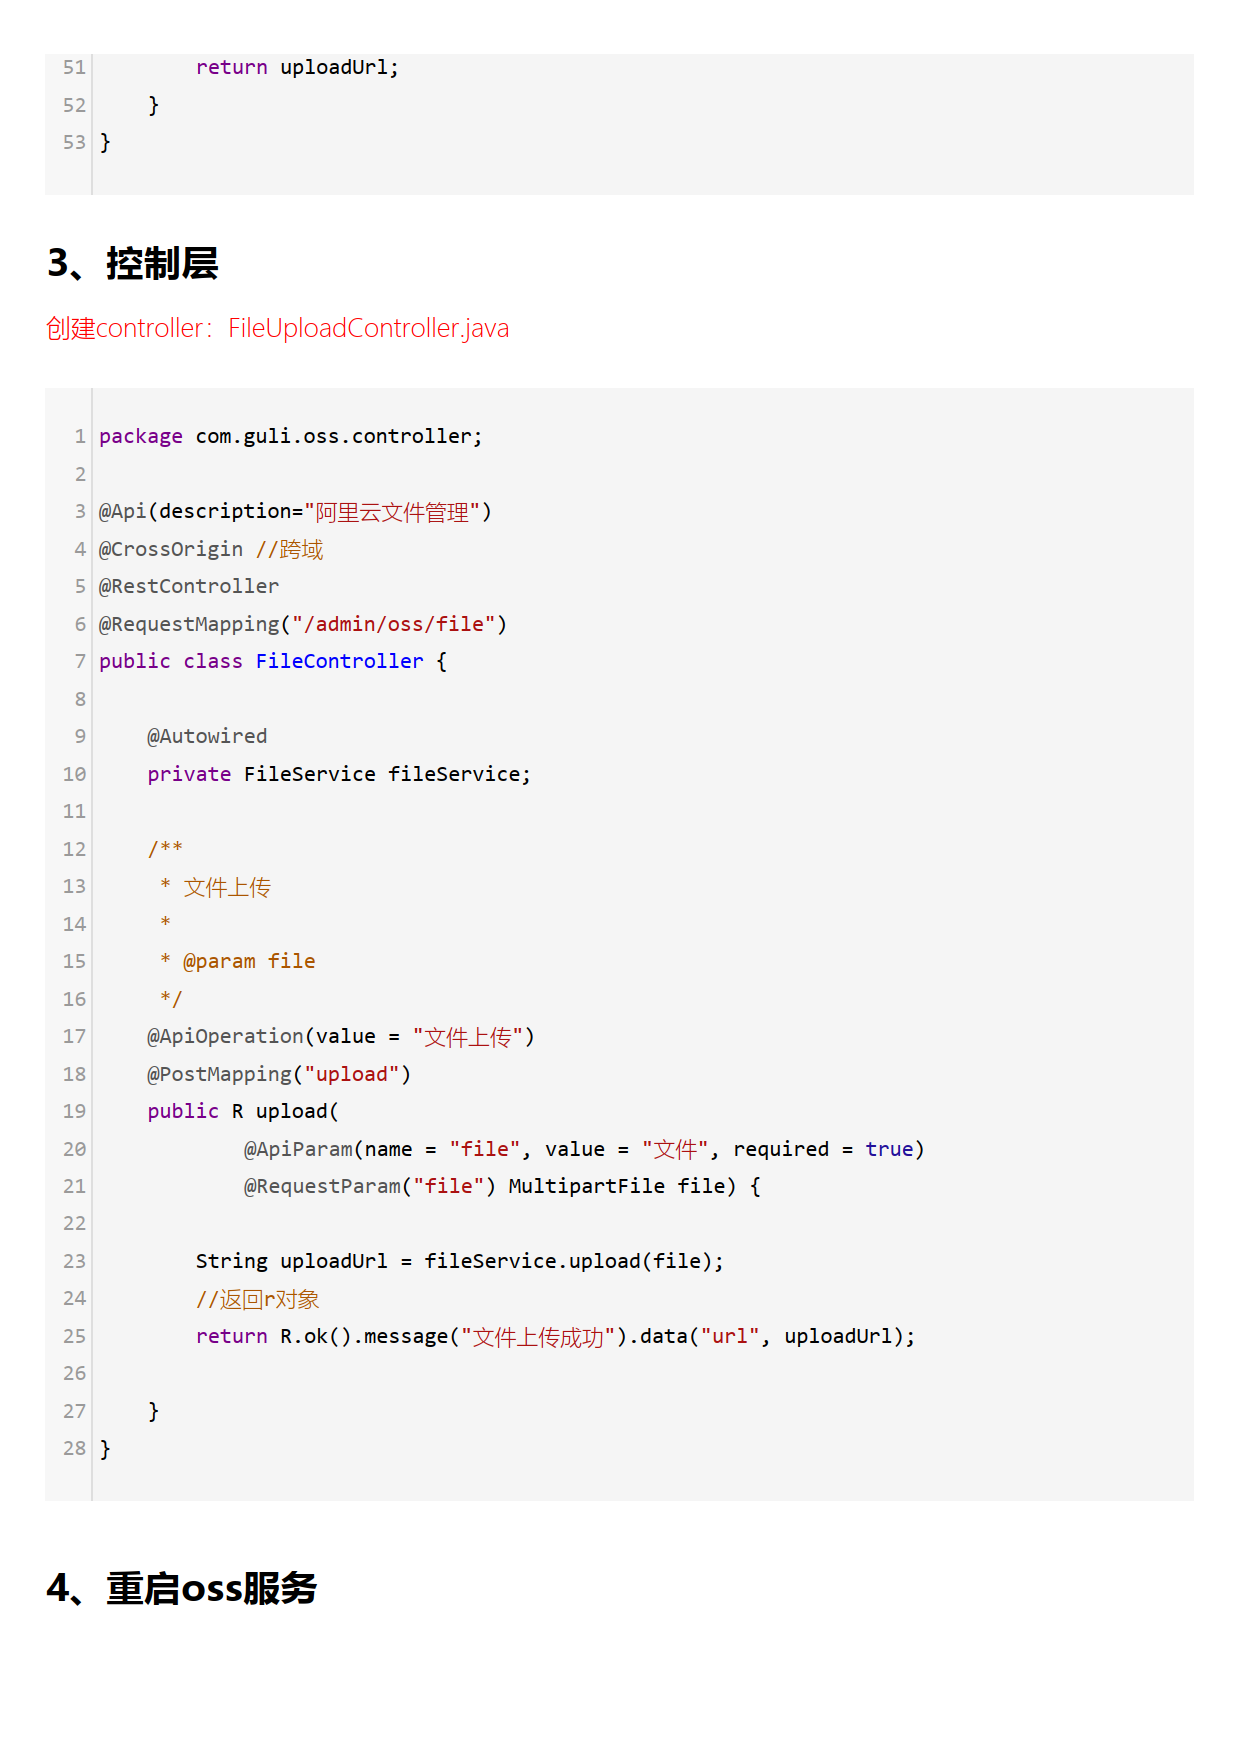 51         return uploadUrl;
52     }
53 }
3、控制层
创建controller：FileUploadController.java
1 package com.guli.oss.controller;
2
3 @Api(description="阿里云文件管理")
4 @CrossOrigin //跨域
5 @RestController
6 @RequestMapping("/admin/oss/file")
7 public class FileController {
8
9     @Autowired
10     private FileService fileService;
11
12     /**
13      * 文件上传
14      *
15      * @param file
16      */
17     @ApiOperation(value = "文件上传")
18     @PostMapping("upload")
19     public R upload(
20             @ApiParam(name = "file", value = "文件", required = true)
21             @RequestParam("file") MultipartFile file) {
22
23         String uploadUrl = fileService.upload(file);
24         //返回r对象
25         return R.ok().message("文件上传成功").data("url", uploadUrl);
26
27     }
28 }
4、重启oss服务